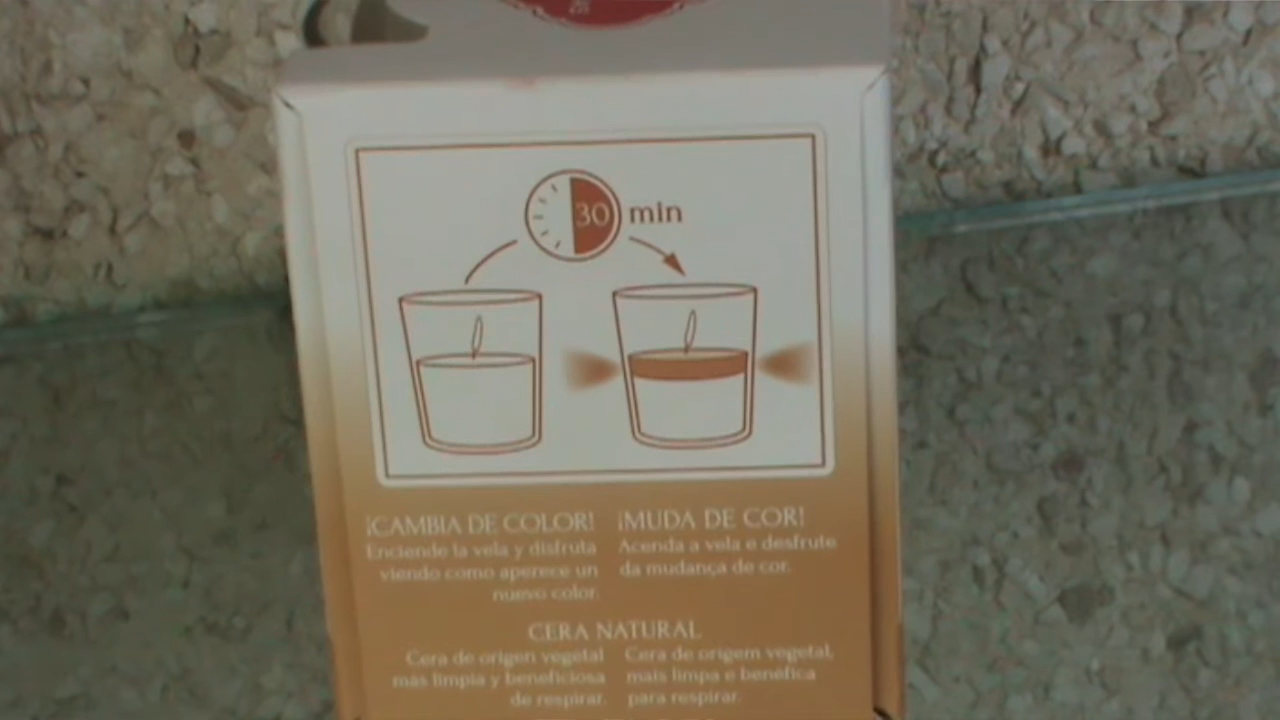 30 min
¡CAMBIA DE COLOR!
Enciende la vela y disfruta
viendo como aperece un
nuevo color.
¡MUDA DE COR!
Acenda a vela e desfrute
da mudança de cor.
CERA NATURAL
Cera de origen vegetal
mas limpia y beneficiosa
de respirar.
Cera de origem vegetal,
mais limpa e benéfica
para respirar.